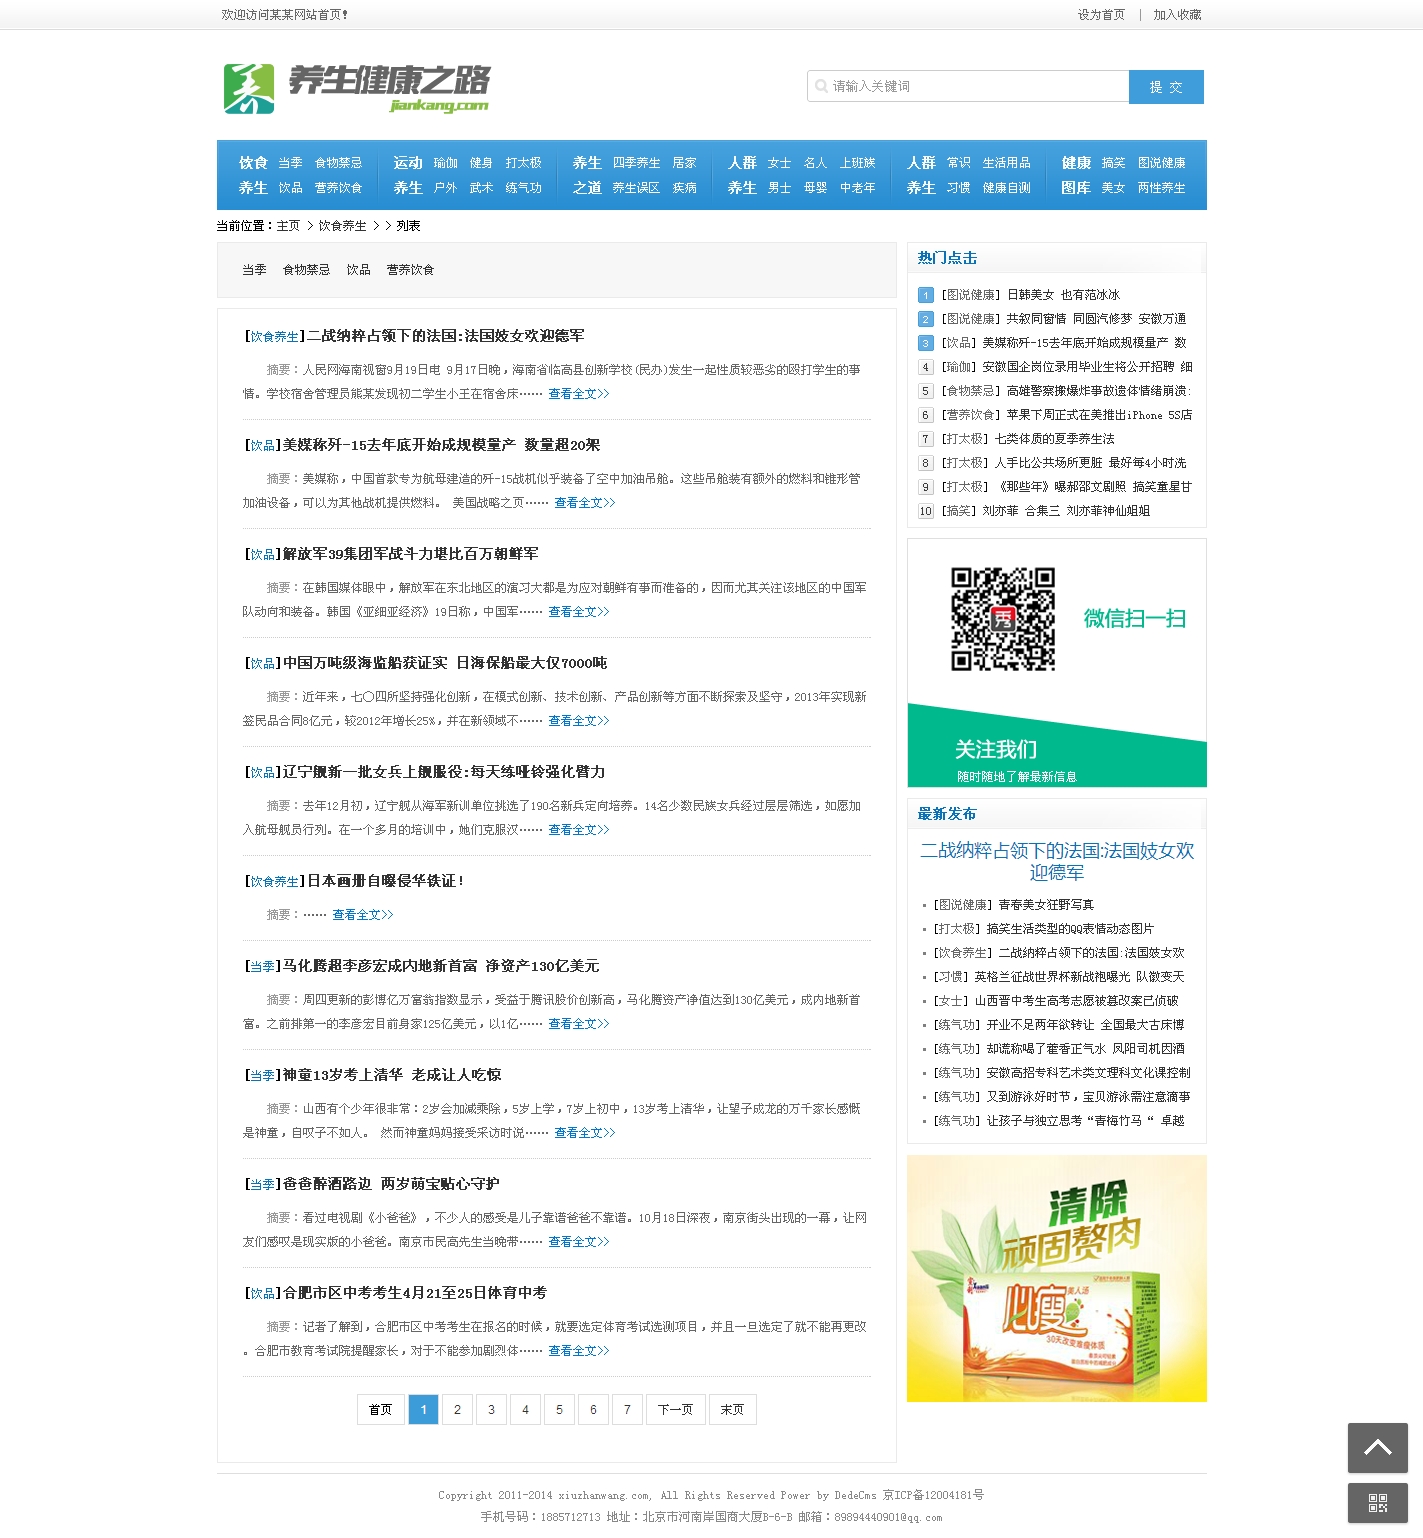 欢迎访问某某网站首页！
设为首页 | 加入收藏
养生健康之路
jiankang.com
请输入关键词
提 交
饮食 当季 食物禁忌 运动 瑜伽 健身 打太极 养生 四季养生 居家 人群 女士 名人 上班族 人群 常识 生活用品 健康 搞笑 图说健康
养生 饮品 营养饮食 养生 户外 武术 练气功 之道 养生误区 疾病 养生 男士 母婴 中老年 养生 习惯 健康自测 图库 美女 两性养生
当前位置：主页 > 饮食养生 > > 列表
当季 食物禁忌 饮品 营养饮食
[饮食养生]二战纳粹占领下的法国:法国妓女欢迎德军
摘要：人民网海南视窗9月19日电 9月17日晚，海南省临高县创新学校(民办)发生一起性质较恶劣的殴打学生的事
情。学校宿舍管理员熊某发现初二学生小王在宿舍床…… 查看全文>>
[饮品]美媒称歼-15去年底开始成规模量产 数量超20架
摘要：美媒称，中国首款专为航母建造的歼-15战机似乎装备了空中加油吊舱。这些吊舱装有额外的燃料和锥形管
加油设备，可以为其他战机提供燃料。 美国战略之页…… 查看全文>>
[饮品]解放军39集团军战斗力堪比百万朝鲜军
摘要：在韩国媒体眼中，解放军在东北地区的演习大都是为应对朝鲜有事而准备的，因而尤其关注该地区的中国军
队动向和装备。韩国《亚细亚经济》19日称，中国军…… 查看全文>>
[饮品]中国万吨级海监船获证实 日海保船最大仅7000吨
摘要：近年来，七〇四所坚持强化创新，在模式创新、技术创新、产品创新等方面不断探索及坚守，2013年实现新
签民品合同8亿元，较2012年增长25%，并在新领域不…… 查看全文>>
[饮品]辽宁舰新一批女兵上舰服役:每天练哑铃强化臂力
摘要：去年12月初，辽宁舰从海军新训单位挑选了190名新兵定向培养。14名少数民族女兵经过层层筛选，如愿加
入航母舰员行列。在一个多月的培训中，她们克服汉…… 查看全文>>
[饮食养生]日本画册自曝侵华铁证!
摘要：…… 查看全文>>
[当季]马化腾超李彦宏成内地新首富 净资产130亿美元
摘要：周四更新的彭博亿万富翁指数显示，受益于腾讯股价创新高，马化腾资产净值达到130亿美元，成内地新首
富。之前排第一的李彦宏目前身家125亿美元，以1亿…… 查看全文>>
[当季]神童13岁考上清华 老成让人吃惊
摘要：山西有个少年很非常：2岁会加减乘除，5岁上学，7岁上初中，13岁考上清华，让望子成龙的万千家长感慨
是神童，自叹子不如人。 然而神童妈妈接受采访时说…… 查看全文>>
[当季]爸爸醉酒路边 两岁萌宝贴心守护
摘要：看过电视剧《小爸爸》，不少人的感受是儿子靠谱爸爸不靠谱。10月18日深夜，南京街头出现的一幕，让网
友们感叹是现实版的小爸爸。南京市民高先生当晚带…… 查看全文>>
[饮品]合肥市区中考考生4月21至25日体育中考
摘要：记者了解到，合肥市区中考考生在报名的时候，就要选定体育考试选测项目，并且一旦选定了就不能再更改
。合肥市教育考试院提醒家长，对于不能参加剧烈体…… 查看全文>>
首页 1 2 3 4 5 6 7 下一页 末页
热门点击
1 [图说健康] 日韩美女 也有范冰冰
2 [图说健康] 共叙同窗情 同圆汽修梦 安徽万通
3 [饮品] 美媒称歼-15去年底开始成规模量产 数
4 [瑜伽] 安徽国企岗位录用毕业生将公开招聘 细
5 [食物禁忌] 高雄警察搬爆炸事故遗体情绪崩溃:
6 [营养饮食] 苹果下周正式在美推出iPhone 5S店
7 [打太极] 七类体质的夏季养生法
8 [打太极] 人手比公共场所更脏 最好每4小时洗
9 [打太极] 《那些年》曝郝邵文剧照 搞笑童星甘
10 [搞笑] 刘亦菲 合集三 刘亦菲神仙姐姐
秀
微信扫一扫
关注我们
随时随地了解最新信息
最新发布
二战纳粹占领下的法国:法国妓女欢
迎德军
[图说健康] 青春美女狂野写真
[打太极] 搞笑生活类型的QQ表情动态图片
[饮食养生] 二战纳粹占领下的法国:法国妓女欢
[习惯] 英格兰征战世界杯新战袍曝光 队徽变天
[女士] 山西晋中考生高考志愿被篡改案已侦破
[练气功] 开业不足两年欲转让 全国最大古床博
[练气功] 却谎称喝了藿香正气水 凤阳司机因酒
[练气功] 安徽高招专科艺术类文理科文化课控制
[练气功] 又到游泳好时节，宝贝游泳需注意滴事
[练气功] 让孩子与独立思考“青梅竹马“ 卓越
清除
顽固赘肉
必瘦
美人汤
30天改变难瘦体质
Copyright 2011-2014 xiuzhanwang.com, All Rights Reserved Power by DedeCms 京ICP备12004181号
手机号码：1885712713 地址：北京市河南岸国商大厦B-6-B 邮箱：89894440901@qq.com